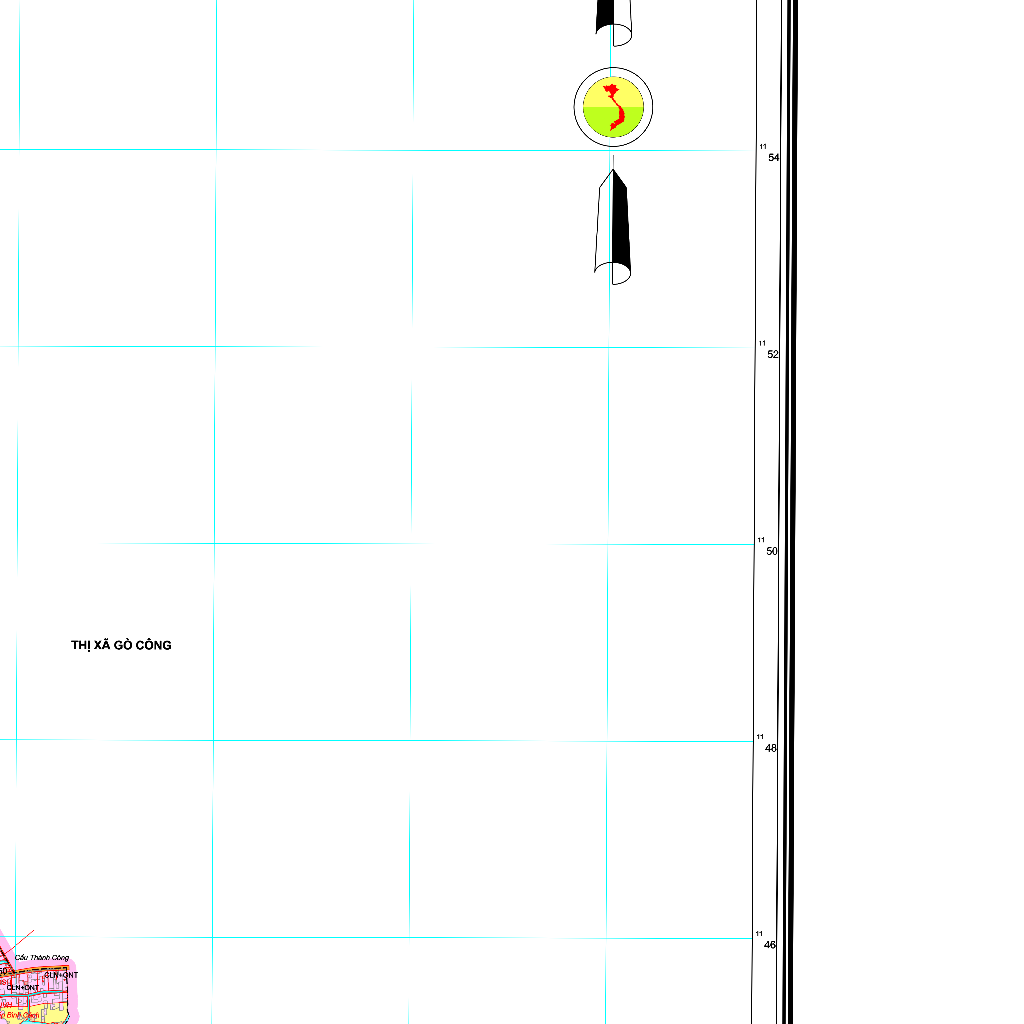 11
54
11
52
11
50
THỊ XÃ GÒ CÔNG
11
48
11
46
Cầu Thành Công
CLN+ONT
CLN+ONT